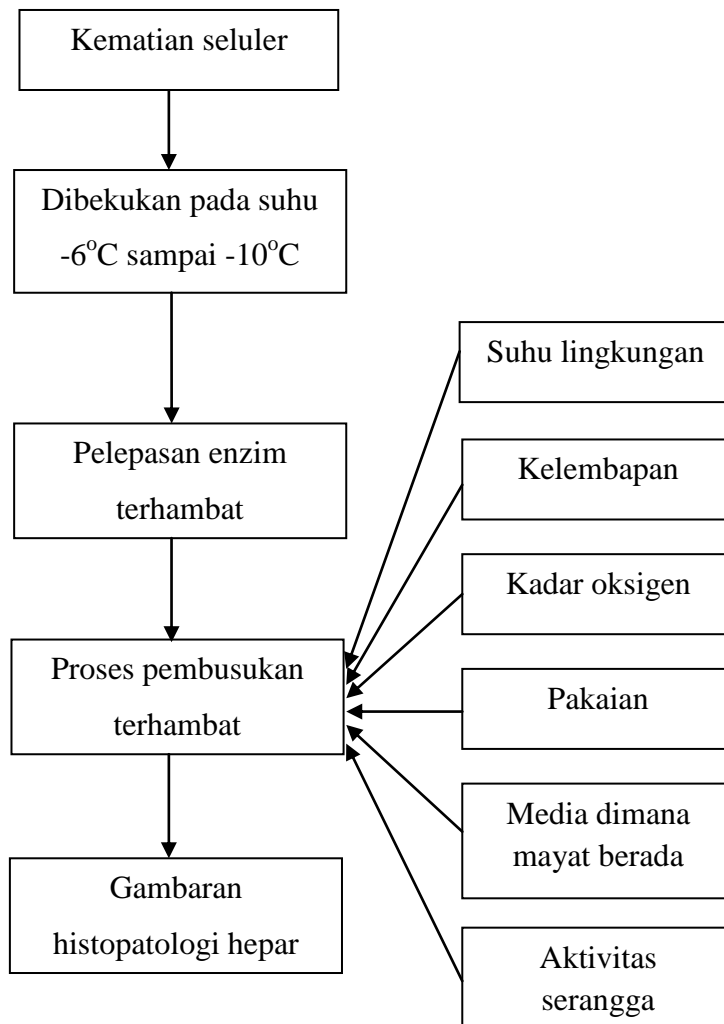 Kematian seluler
Dibekukan pada suhu
-6°C sampai -10°C
Pelepasan enzim
terhambat
Proses pembusukan
terhambat
Gambaran
histopatologi hepar
Suhu lingkungan
Kelembapan
Kadar oksigen
Pakaian
Media dimana
mayat berada
Aktivitas
serangga